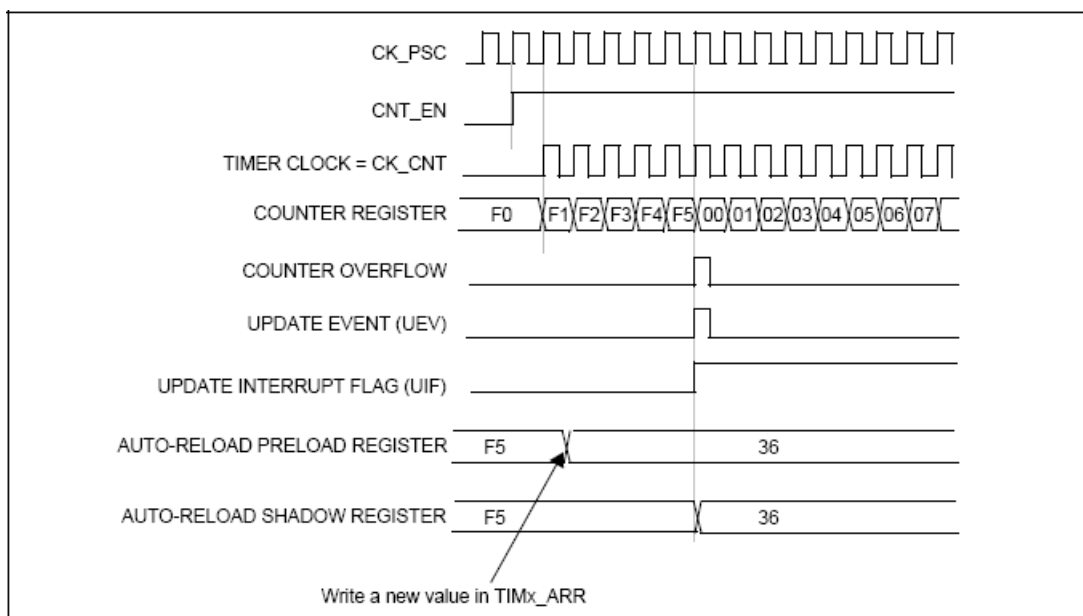 CK_PSC
CNT_EN
TIMER CLOCK = CK_CNT
COUNTER REGISTER F0 F1 F2 F3 F4 F5 00 01 02 03 04 05 06 07
COUNTER OVERFLOW
UPDATE EVENT (UEV)
UPDATE INTERRUPT FLAG (UIF)
AUTO-RELOAD PRELOAD REGISTER F5 36
AUTO-RELOAD SHADOW REGISTER F5 36
Write a new value in TIMx_ARR